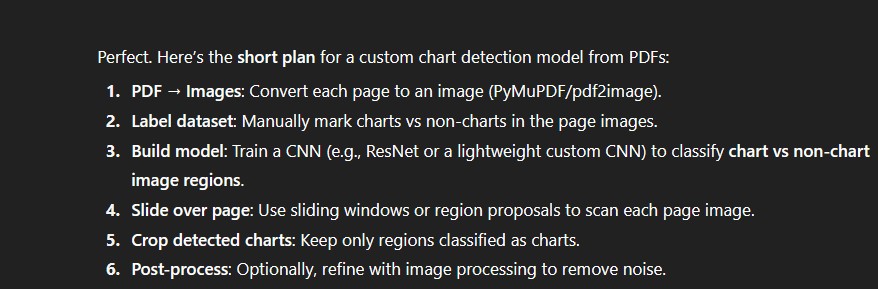 Perfect. Here's the short plan for a custom chart detection model from PDFs:
1. PDF → Images: Convert each page to an image (PyMuPDF/pdf2image).
2. Label dataset: Manually mark charts vs non-charts in the page images.
3. Build model: Train a CNN (e.g., ResNet or a lightweight custom CNN) to classify chart vs non-chart
image regions.
4. Slide over page: Use sliding windows or region proposals to scan each page image.
5. Crop detected charts: Keep only regions classified as charts.
6. Post-process: Optionally, refine with image processing to remove noise.